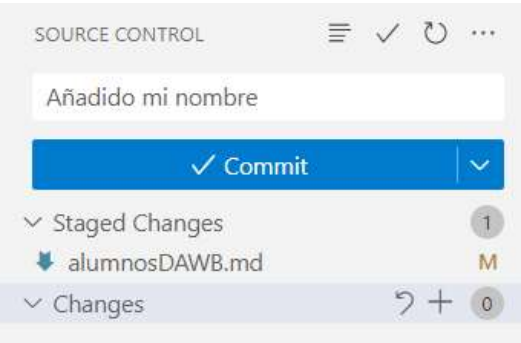 SOURCE CONTROL
Añadido mi nombre
Commit
Staged Changes 1
alumnosDAWB.md M
Changes 0